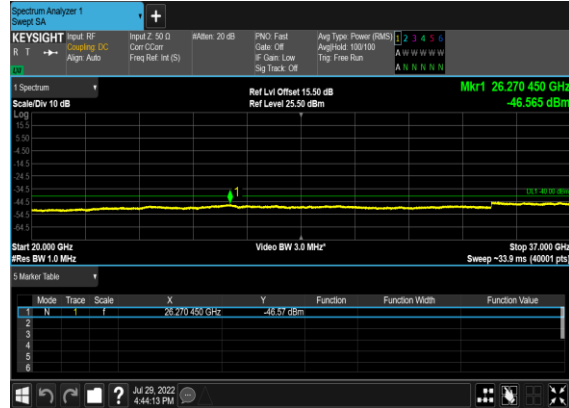 Spectrum Analyzer 1
Swept SA
+
KEYSIGHT Input: RF Input Z: 50 Ω #Atten: 20 dB PNO: Fast Avg Type: Power (RMS) 1 2 3 4 5 6
R T Coupling: DC Corr CCorr Gate: Off Avg|Hold: 100/100 A W W W W W
Align: Auto Freq Ref: Int (S) IF Gain: Low Trig: Free Run
LW Sig Track: Off A N N N N N
1 Spectrum Ref Lvl Offset 15.50 dB Mkr1 26.270 450 GHz
Scale/Div 10 dB Ref Level 25.50 dBm -46.565 dBm
Log
15.5
5.50
-4.50
-14.5
-24.5
-34.5 1 DL1 -40.00 dBm
-44.5
-54.5
-64.5
Start 20.000 GHz Video BW 3.0 MHz* Stop 37.000 GHz
#Res BW 1.0 MHz Sweep ~33.9 ms (40001 pts)
5 Marker Table
Mode Trace Scale X Y Function Function Width Function Value
1 N 1 f 26.270 450 GHz -46.57 dBm
2
3
4
5
6
? Jul 29, 2022
4:44:13 PM